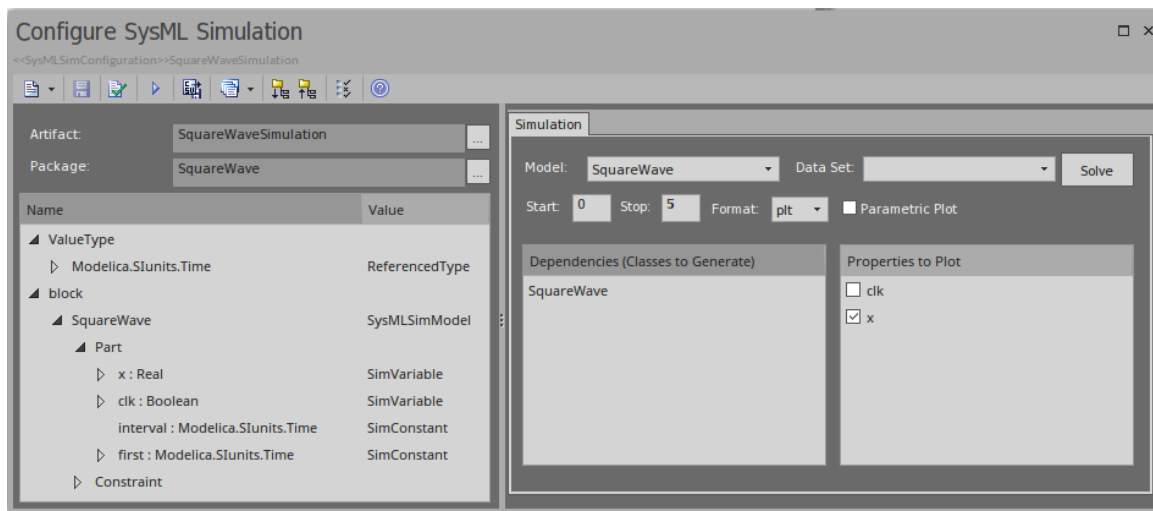 Configure SysML Simulation
<<SysMLSimConfiguration>>SquareWaveSimulation
Artifact: SquareWaveSimulation ...
Package: SquareWave ...
Name Value
ValueType
Modelica.SIunits.Time ReferencedType
block
SquareWave SysMLSimModel
Part
x : Real SimVariable
clk : Boolean SimVariable
interval : Modelica.SIunits.Time SimConstant
first : Modelica.SIunits.Time SimConstant
Constraint
Simulation
Model: SquareWave Data Set: Solve
Start: 0 Stop: 5 Format: plt Parametric Plot
Dependencies (Classes to Generate)
SquareWave
Properties to Plot
clk
x